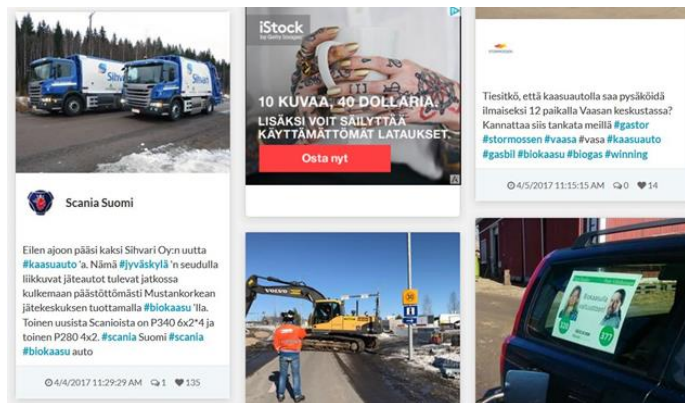 Sihvari
Sihvari
Scania Suomi
Eilen ajoon pääsi kaksi Sihvari Oy:n uutta
#kaasuauto 'a. Nämä #jyväskylä 'n seudulla
liikkuvat jäteautot tulevat jatkossa
kulkemaan päästöttömästi Mustankorkean
jätekeskuksen tuottamalla #biokaasu 'lla.
Toinen uusista Scanioista on P340 6x2*4 ja
toinen P280 4x2. #scania Suomi #scania
#biokaasu auto
4/4/2017 11:29:29 AM 1 135
iStock
by Getty Images
10 KUVAA, 40 DOLLARIA.
LISÄKSI VOIT SÄILYTTÄÄ
KÄYTTÄMÄTTÖMÄT LATAUKSET.
Osta nyt
VOLVO
Tiesitkö, että kaasuautolla saa pysäköidä
ilmaiseksi 12 paikalla Vaasan keskustassa?
Kannattaa siis tankata meillä #gastor
#stormossen #vaasa #vasa #kaasuauto
#gasbil #biokaasu #biogas #winning
4/5/2017 11:15:15 AM 0 14
377